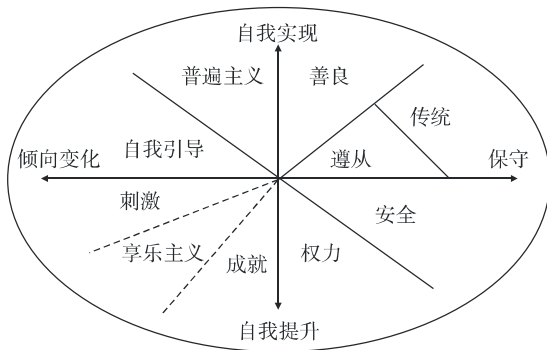 自我实现
普遍主义
善良
传统
自我引导
遵从
倾向变化
保守
刺激
安全
享乐主义
成就
权力
自我提升